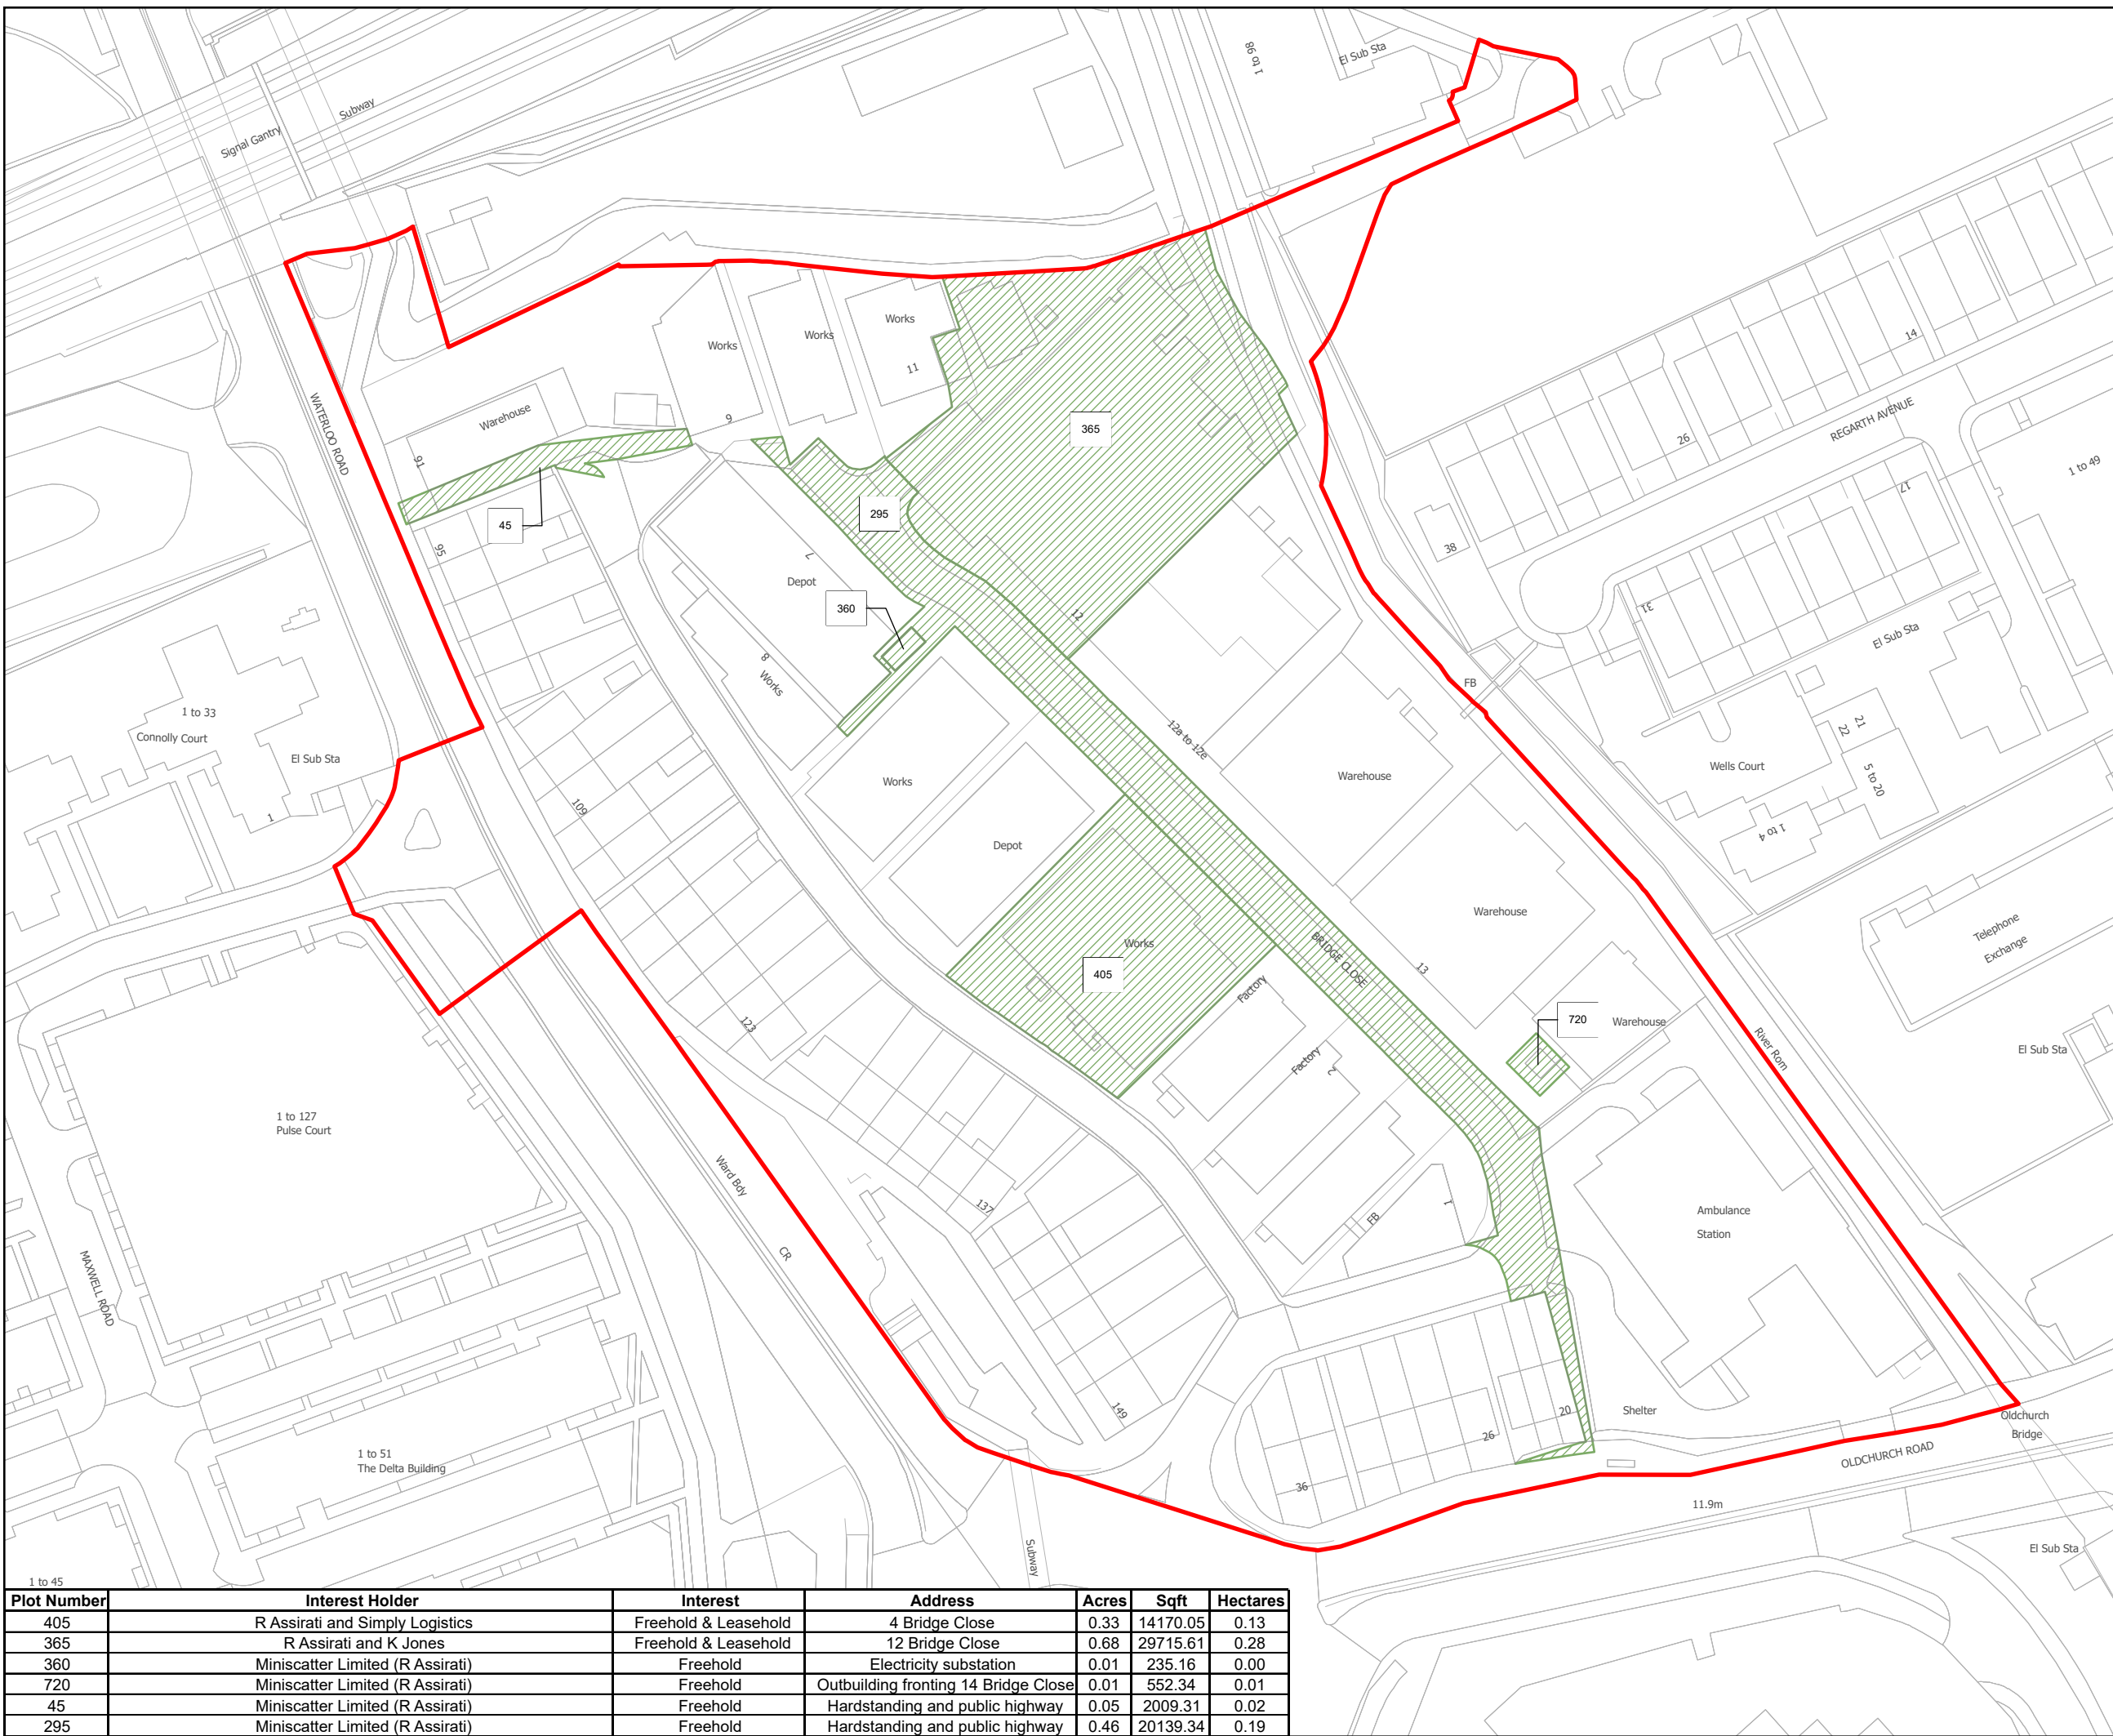 1 to 98
El Sub Sta
Subway
Signal Gantry
Works
Works
Works
11
14
WATERLOO ROAD
Warehouse
9
365
REGARTH AVENUE
26
91
1 to 49
17
295
45
95
38
7
Depot
360
31
12
El Sub Sta
8
Works
FB
1 to 33
Connolly Court
El Sub Sta
12a to 12e
21
22
Wells Court
5 to 20
Works
Warehouse
109
1
1 to 4
Depot
Warehouse
Telephone
Exchange
Works
BRIDGE CLOSE
405
13
Factory
123
720
Warehouse
River Rom
El Sub Sta
Factory
2
1 to 127
Pulse Court
Ward Bdy
137
1
FB
Ambulance
Station
CR
MAXWELL ROAD
149
20
Shelter
26
Oldchurch
Bridge
OLDCHURCH ROAD
1 to 51
The Delta Building
36
11.9m
Subway
El Sub Sta
1 to 45
Plot Number Interest Holder Interest Address Acres Sqft Hectares
405 R Assirati and Simply Logistics Freehold & Leasehold 4 Bridge Close 0.33 14170.05 0.13
365 R Assirati and K Jones Freehold & Leasehold 12 Bridge Close 0.68 29715.61 0.28
360 Miniscatter Limited (R Assirati) Freehold Electricity substation 0.01 235.16 0.00
720 Miniscatter Limited (R Assirati) Freehold Outbuilding fronting 14 Bridge Close 0.01 552.34 0.01
45 Miniscatter Limited (R Assirati) Freehold Hardstanding and public highway 0.05 2009.31 0.02
295 Miniscatter Limited (R Assirati) Freehold Hardstanding and public highway 0.46 20139.34 0.19